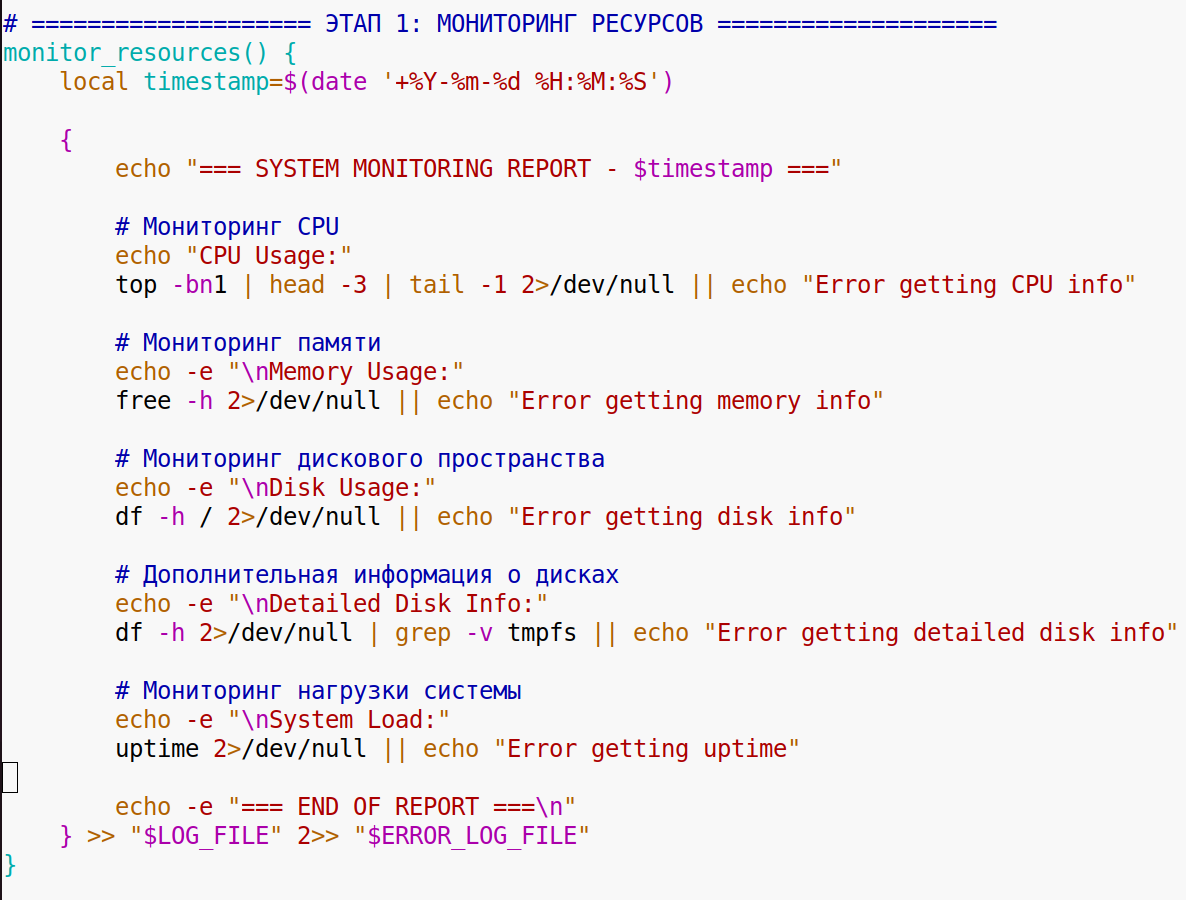 # ==================== ЭТАП 1: МОНИТОРИНГ РЕСУРСОВ ====================
monitor_resources() {
    local timestamp=$(date '+%Y-%m-%d %H:%M:%S')

    {
        echo "=== SYSTEM MONITORING REPORT - $timestamp ==="

        # Мониторинг CPU
        echo "CPU Usage:"
        top -bn1 | head -3 | tail -1 2>/dev/null || echo "Error getting CPU info"

        # Мониторинг памяти
        echo -e "\nMemory Usage:"
        free -h 2>/dev/null || echo "Error getting memory info"

        # Мониторинг дискового пространства
        echo -e "\nDisk Usage:"
        df -h / 2>/dev/null || echo "Error getting disk info"

        # Дополнительная информация о дисках
        echo -e "\nDetailed Disk Info:"
        df -h 2>/dev/null | grep -v tmpfs || echo "Error getting detailed disk info"

        # Мониторинг нагрузки системы
        echo -e "\nSystem Load:"
        uptime 2>/dev/null || echo "Error getting uptime"

        echo -e "=== END OF REPORT ===\n"
    } >> "$LOG_FILE" 2>> "$ERROR_LOG_FILE"
}